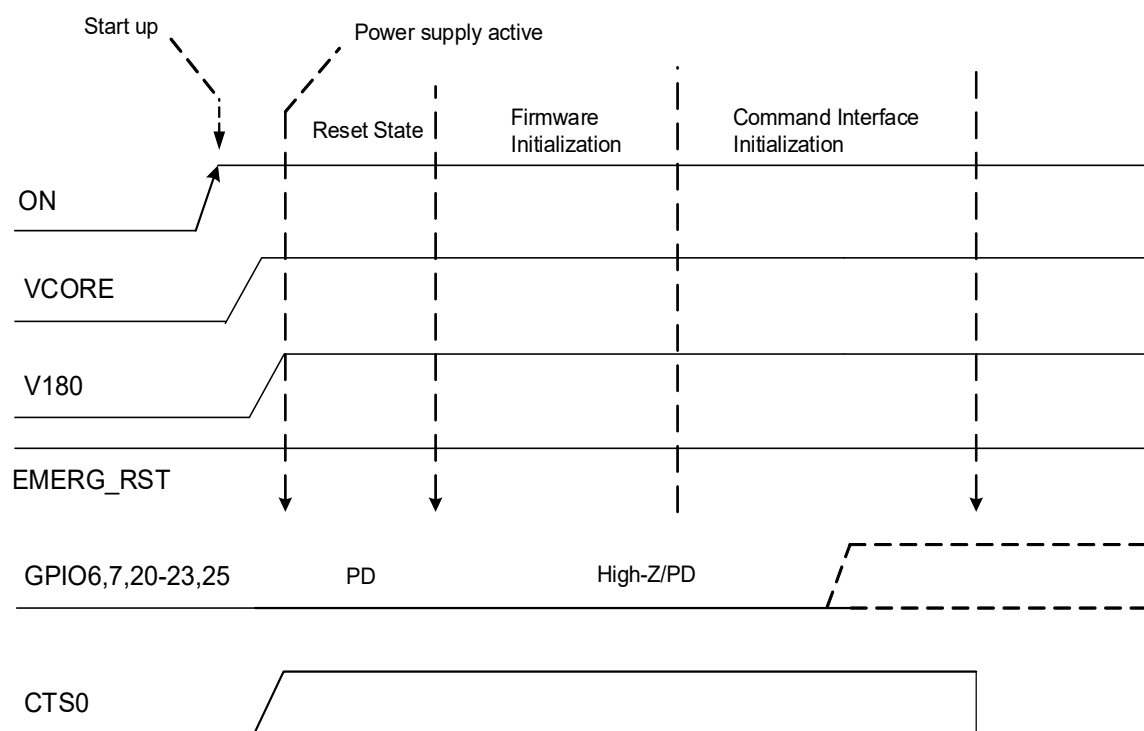 Start up
Power supply active
Reset State
Firmware
Initialization
Command Interface
Initialization
ON
VCORE
V180
EMERG_RST
GPIO6,7,20-23,25
PD
High-Z/PD
CTS0